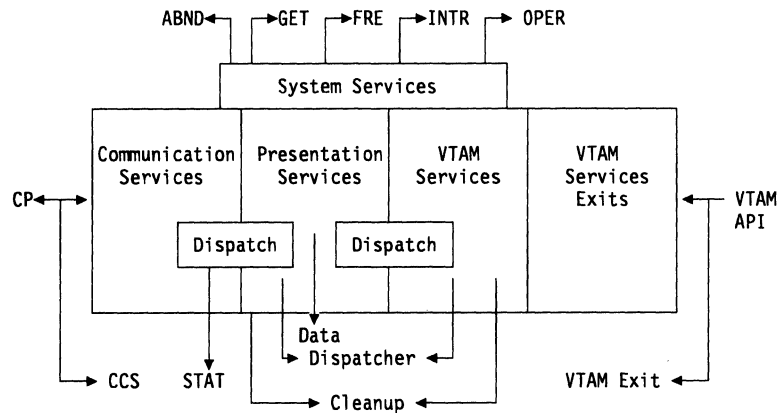 ABND GET FRE INTR OPER
System Services
Communication Services
Presentation Services
VTAM Services
VTAM Services Exits
CP
VTAM API
Dispatch
Dispatch
Data
Dispatcher
CCS
STAT
VTAM Exit
Cleanup